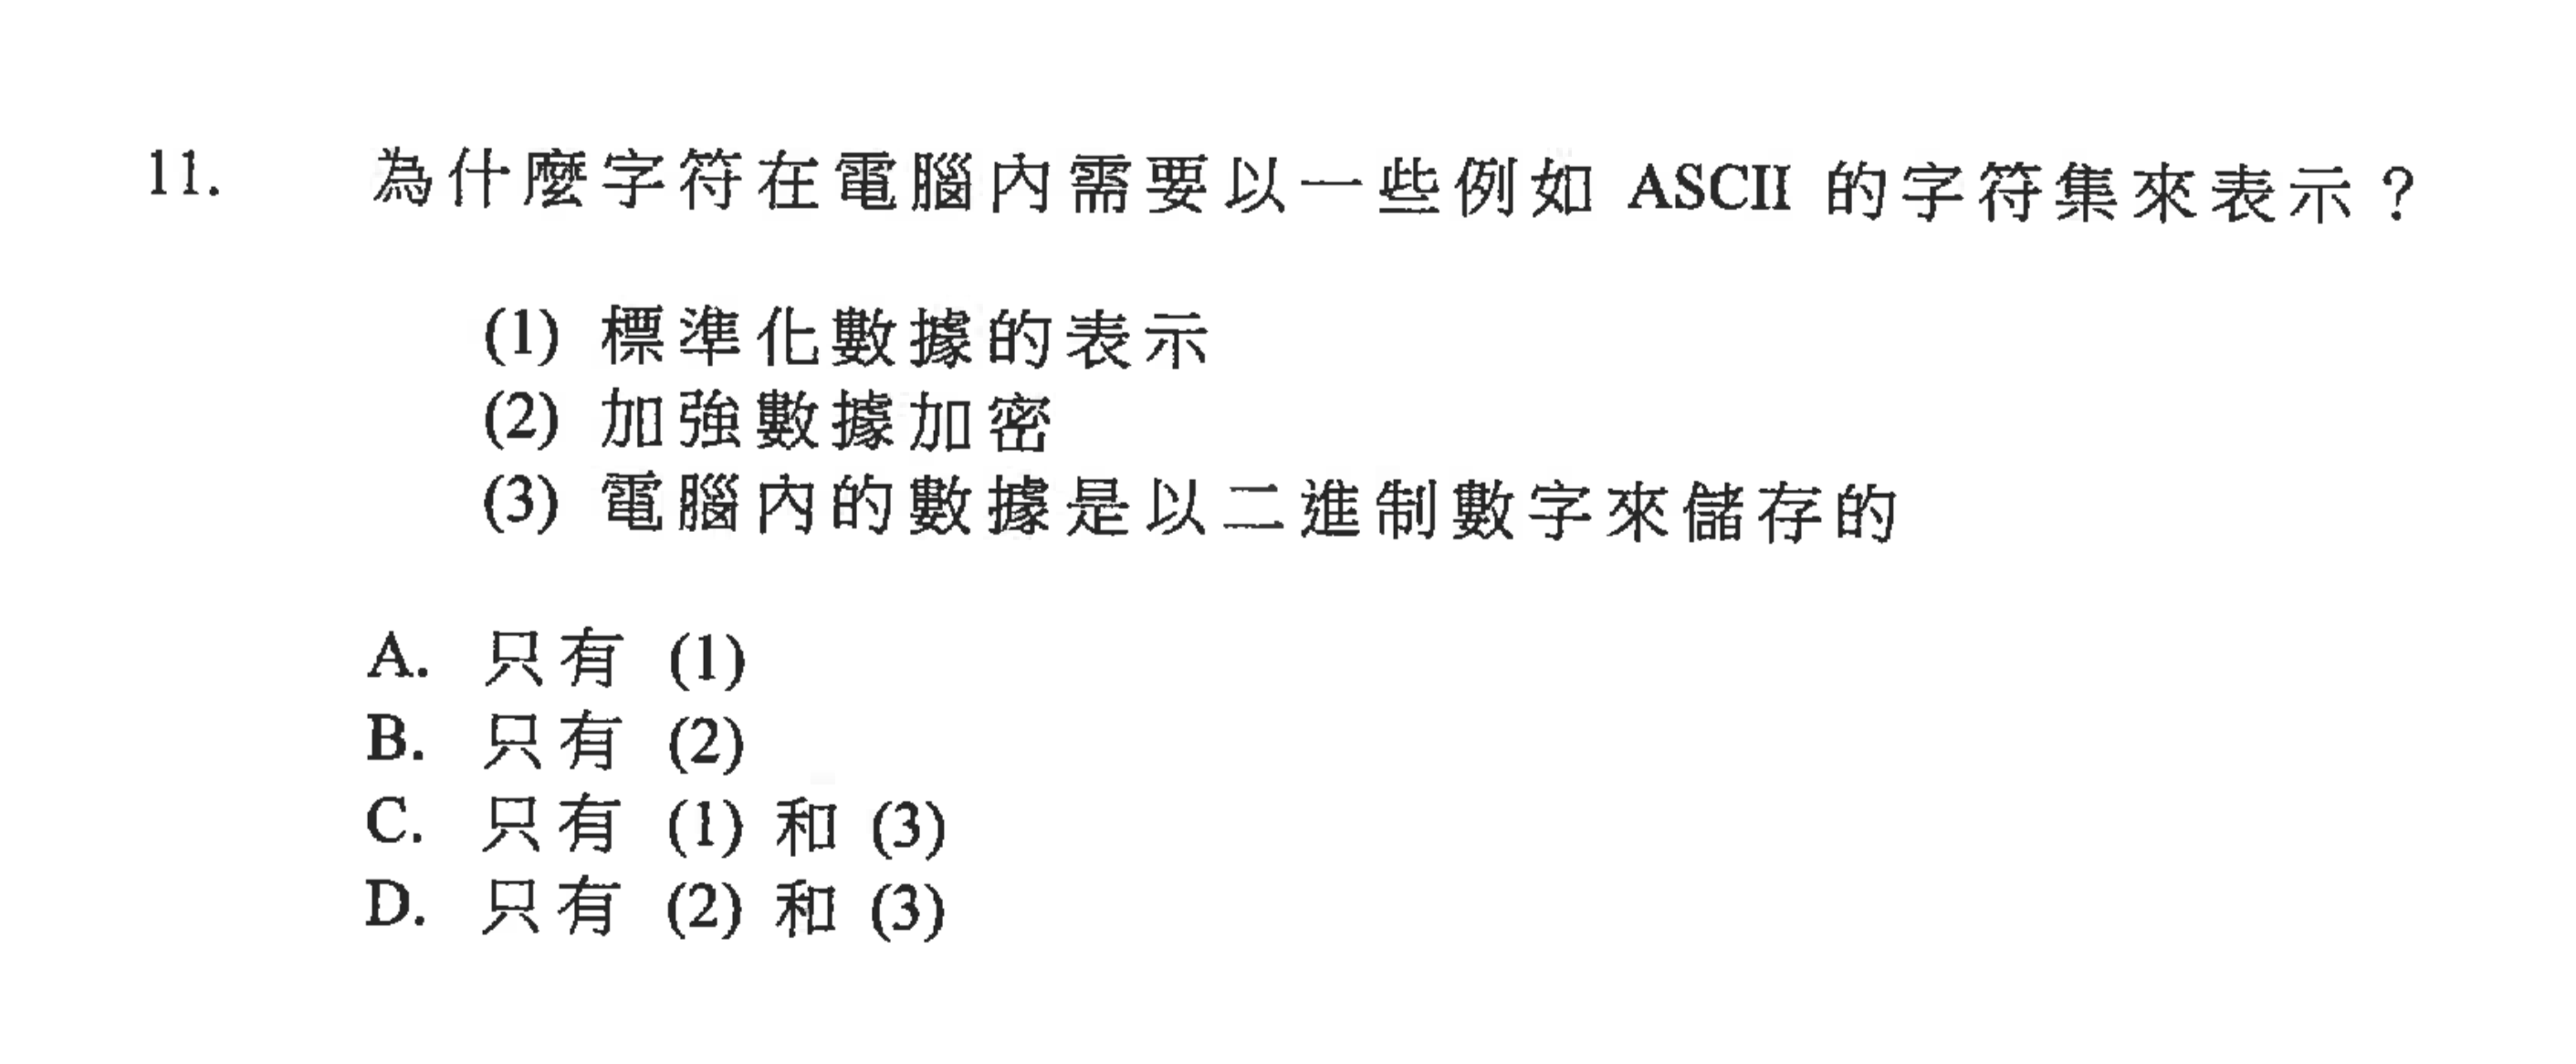 11. 為什麼字符在電腦內需要以一些例如 ASCII 的字符集來表示？
(1) 標準化數據的表示
(2) 加強數據加密
(3) 電腦內的數據是以二進制數字來儲存的
A. 只有 (1)
B. 只有 (2)
C. 只有 (1) 和 (3)
D. 只有 (2) 和 (3)